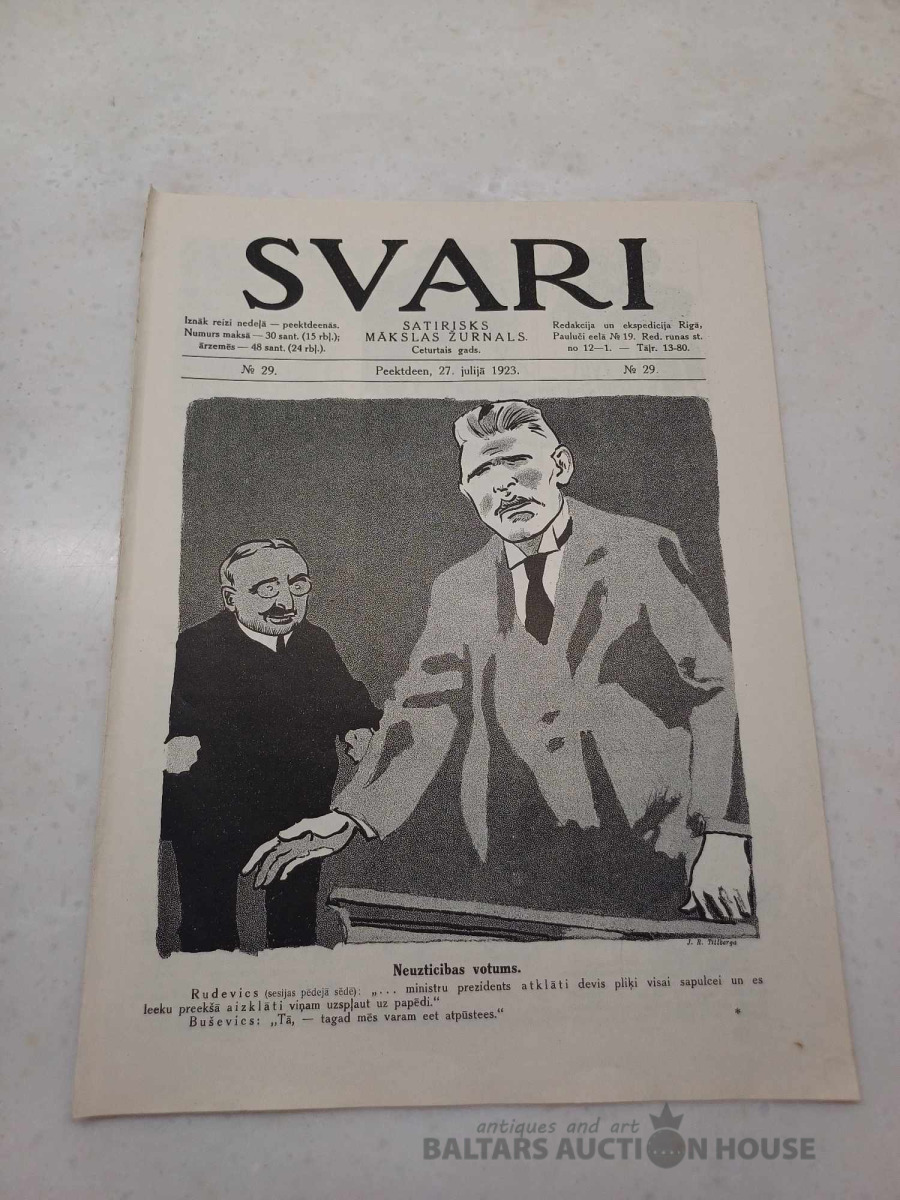 SVARI
Iznāk reizi nedeļā — peektdeenās.
Numurs maksā — 30 sant. (15 rbļ.);
ārzemēs — 48 sant. (24 rbļ.).
SATIRISKS
MĀKSLAS ŽURNALS.
Ceturtais gads.
Redakcija un ekspedicija Rīgā,
Pauluči eelā № 19. Red. runas st.
no 12—1. — Tāļr. 13-80.
№ 29.
Peektdeen, 27. julijā 1923.
№ 29.
J. R. Tillbergs
Neuzticibas votums.
Rudevics (sesijas pēdejā sēdē): „... ministru prezidents atklāti devis pliķi visai sapulcei un es
leeku preekšā aizklāti viņam uzspļaut uz papēdi.“
Buševics: „Tā, — tagad mēs varam eet atpūstees.“
*
antiques and art
BALTARS AUCTION HOUSE